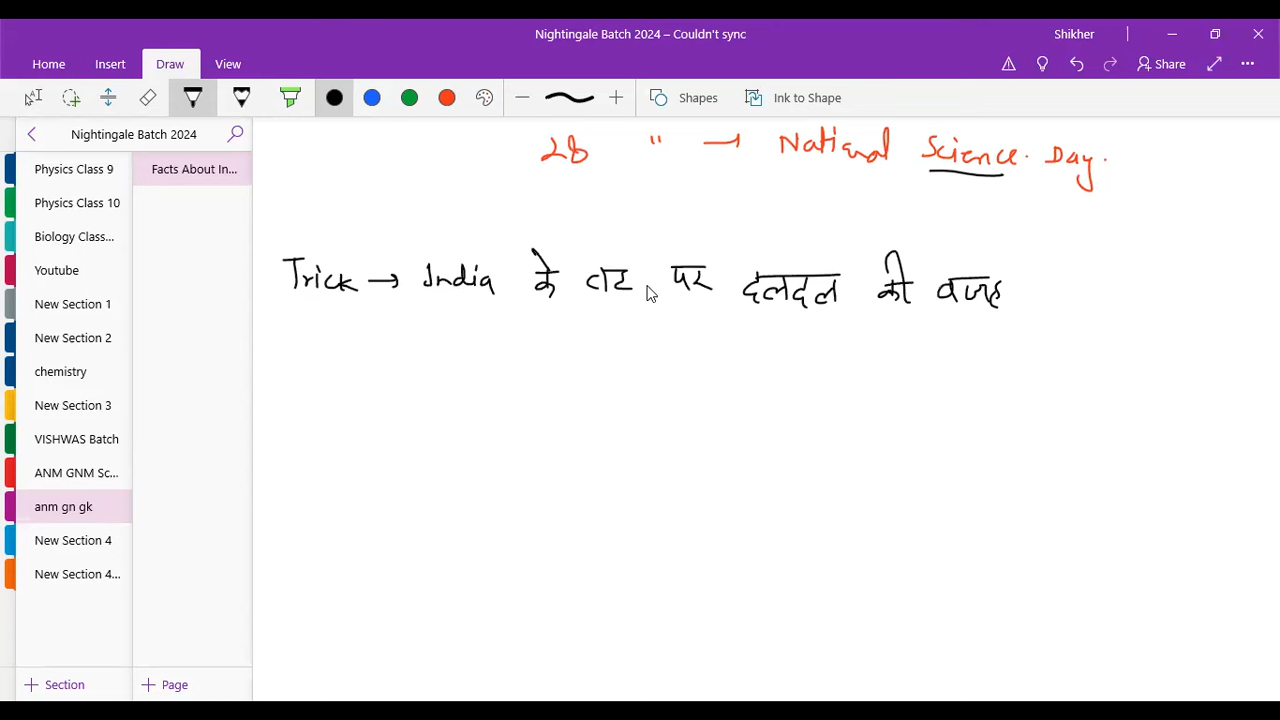 Nightingale Batch 2024 – Couldn't sync
Shikher
Home Insert Draw View
Share
Shapes
Ink to Shape
Nightingale Batch 2024
Physics Class 9
Physics Class 10
Biology Class...
Youtube
New Section 1
New Section 2
chemistry
New Section 3
VISHWAS Batch
ANM GNM Sc...
anm gn gk
New Section 4
New Section 4...
Section
Facts About In...
Page
28 " → National Science Day.
Trick → India के तट पर दलदल की वजह